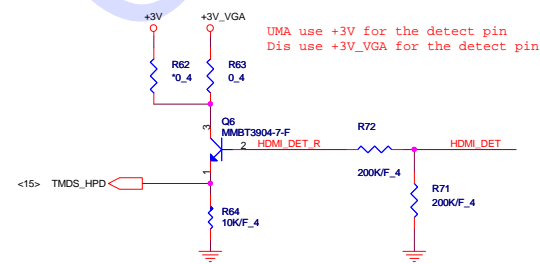 +3V
+3V_VGA
UMA use +3V for the detect pin
Dis use +3V_VGA for the detect pin
R62
*0_4
R63
0_4
Q6
MMBT3904-7-F
3
2
1
HDMI_DET_R
R72
200K/F_4
HDMI_DET
R71
200K/F_4
<15>
TMDS_HPD
R64
10K/F_4